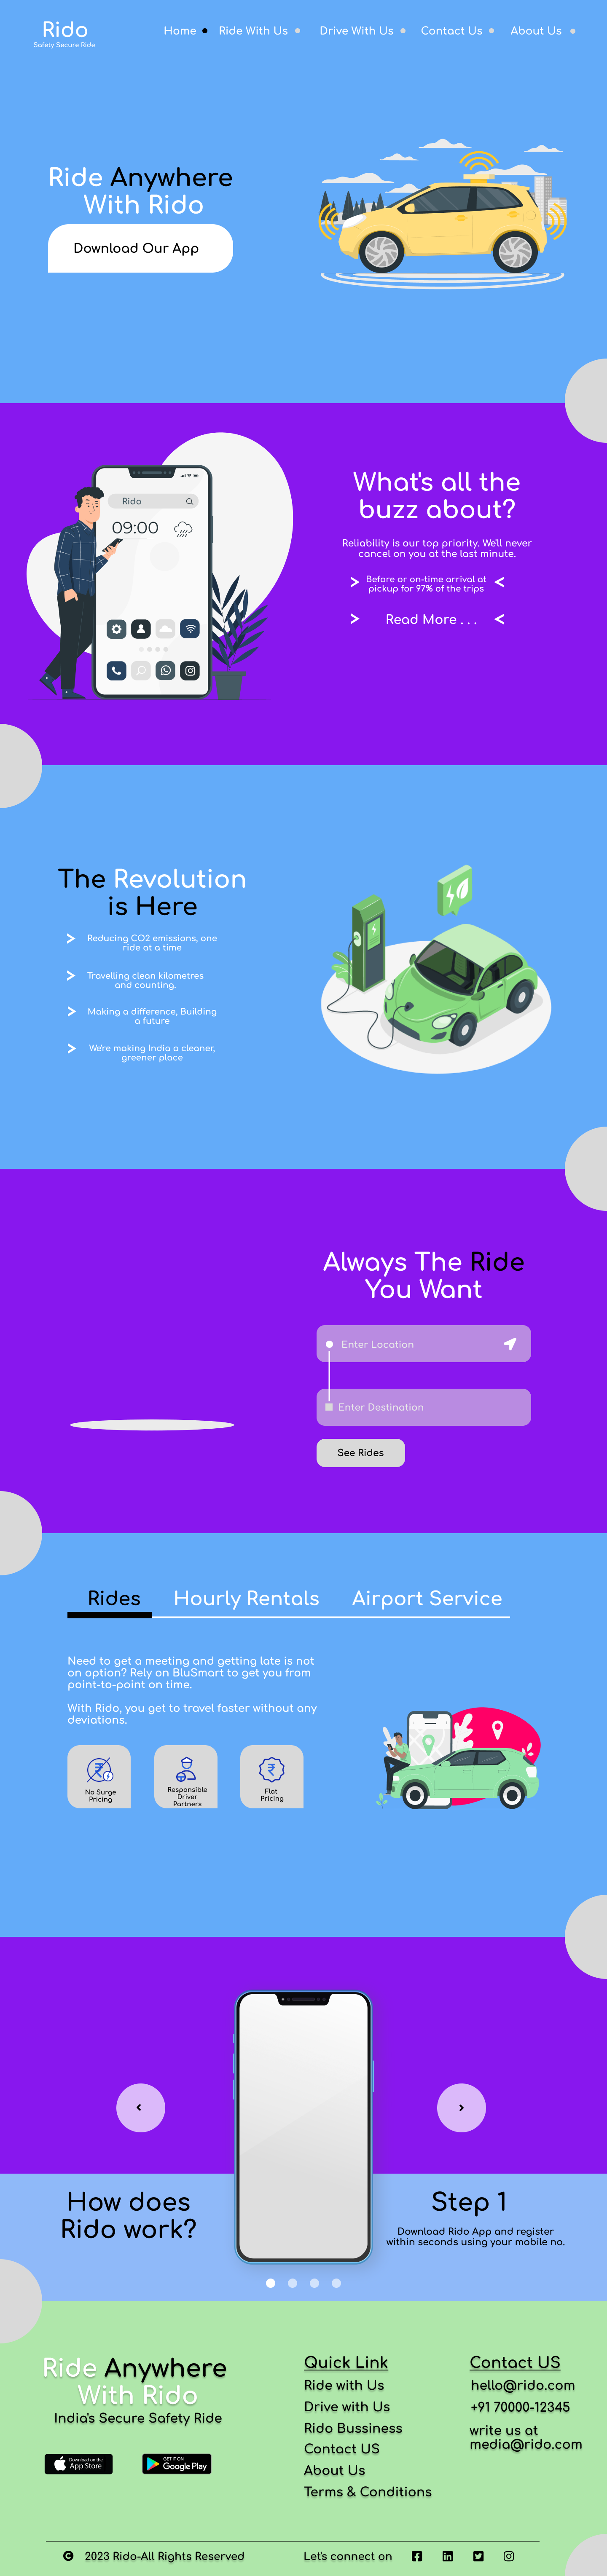 Rido
Safety Secure Ride
Home
Ride With Us
Drive With Us
Contact Us
About Us
Ride Anywhere
With Rido
Download Our App
Rido
09:00
What's all the
buzz about?
Reliability is our top priority. We'll never
cancel on you at the last minute.
Before or on-time arrival at
pickup for 97% of the trips
Read More . . .
The Revolution
is Here
Reducing CO2 emissions, one
ride at a time
Travelling clean kilometres
and counting.
Making a difference, Building
a future
We're making India a cleaner,
greener place
Always The Ride
You Want
Enter Location
Enter Destination
See Rides
Rides
Hourly Rentals
Airport Service
Need to get a meeting and getting late is not
on option? Rely on BluSmart to get you from
point-to-point on time.
With Rido, you get to travel faster without any
deviations.
No Surge
Pricing
Responsible
Driver
Partners
Flat
Pricing
How does
Rido work?
Step 1
Download Rido App and register
within seconds using your mobile no.
Ride Anywhere
With Rido
India's Secure Safety Ride
Download on the
App Store
GET IT ON
Google Play
Quick Link
Ride with Us
Drive with Us
Rido Bussiness
Contact US
About Us
Terms & Conditions
Contact US
hello@rido.com
+91 70000-12345
write us at
media@rido.com
© 2023 Rido-All Rights Reserved
Let's connect on